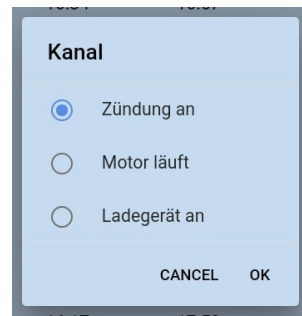 Kanal
Zündung an
Motor läuft
Ladegerät an
CANCEL OK